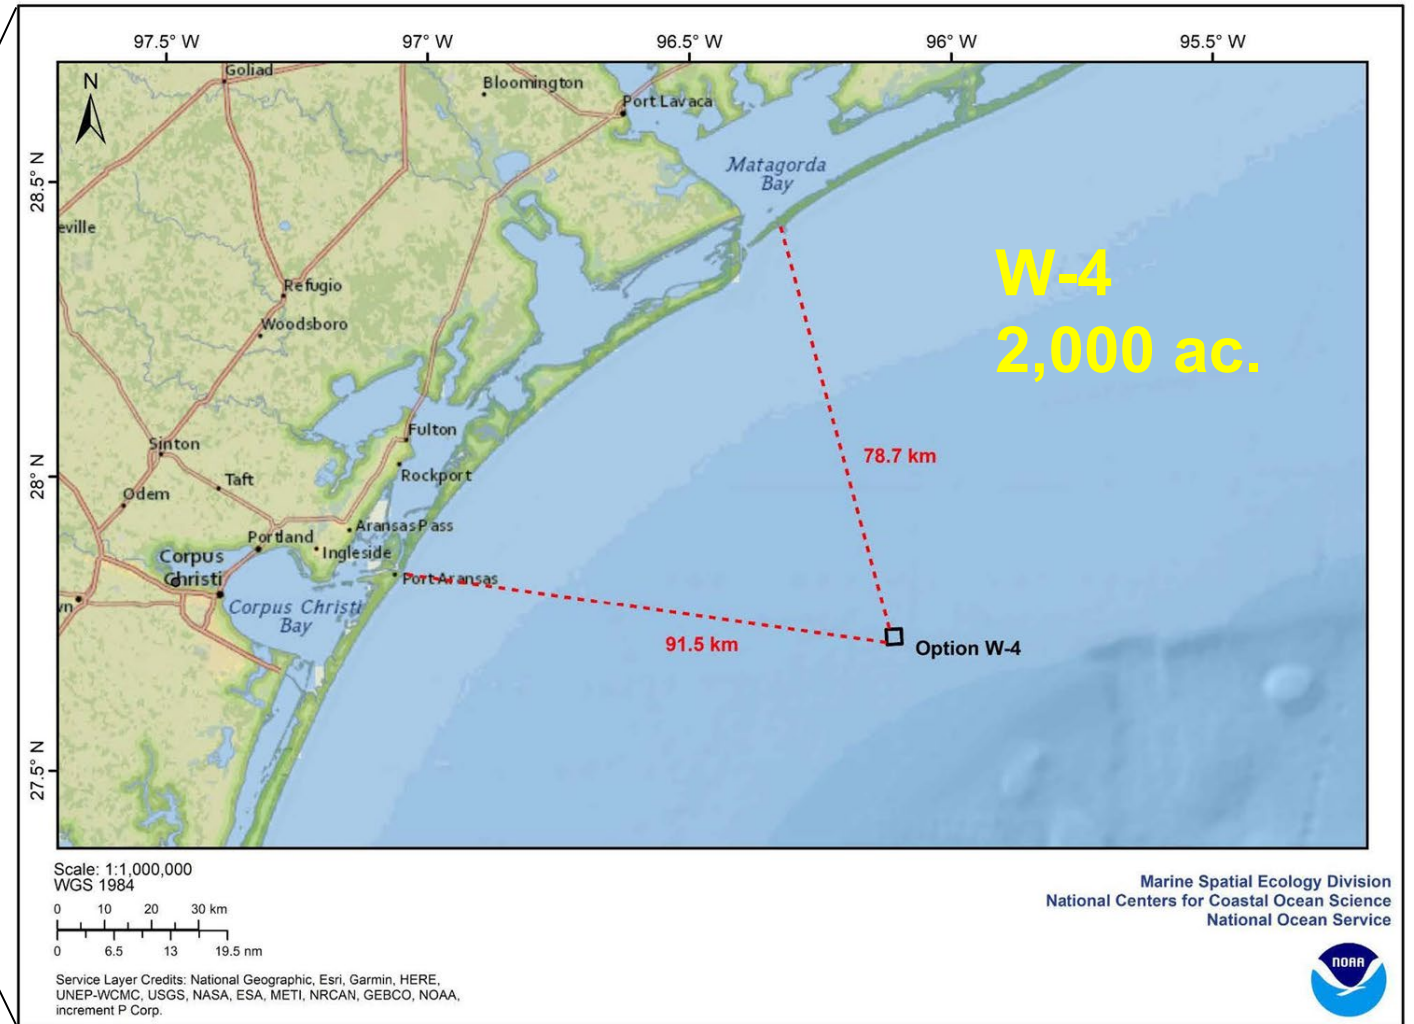 97.5° W
97° W
96.5° W
96° W
95.5° W
N
28.5° N
28° N
27.5° N
Goliad
Bloomington
Port Lavaca
Matagorda
Bay
eville
W-4
2,000 ac.
Refugio
Woodsboro
Fulton
Sinton
78.7 km
Taft
Rockport
Odem
Aransas Pass
Portland
Ingleside
Corpus
Christi
Port Aransas
vn
Corpus Christi
Bay
91.5 km
Option W-4
Scale: 1:1,000,000
WGS 1984
0 10 20 30 km
0 6.5 13 19.5 nm
Service Layer Credits: National Geographic, Esri, Garmin, HERE,
UNEP-WCMC, USGS, NASA, ESA, METI, NRCAN, GEBCO, NOAA,
increment P Corp.
Marine Spatial Ecology Division
National Centers for Coastal Ocean Science
National Ocean Service
NOAA